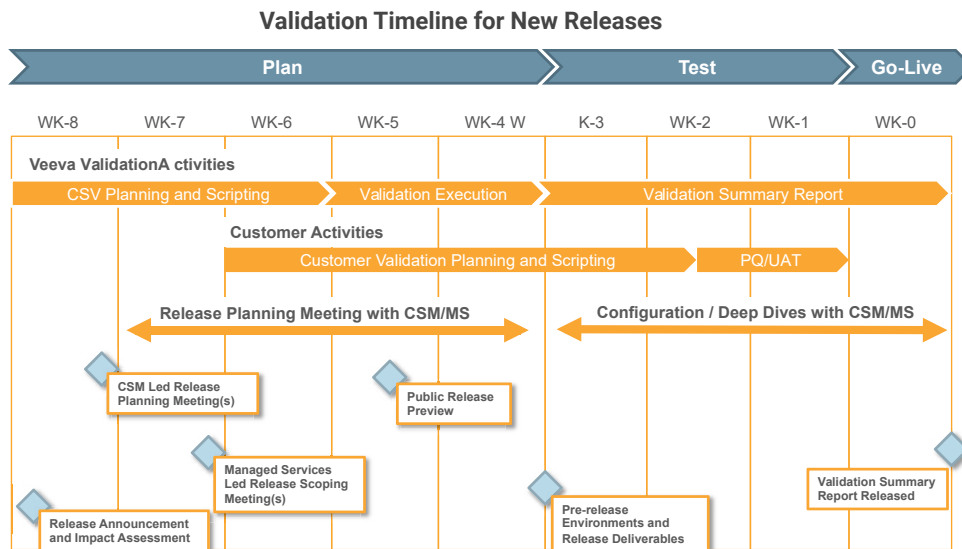 Validation Timeline for New Releases
Plan
Test
Go-Live
WK-8
WK-7
WK-6
WK-5
WK-4 W
K-3
WK-2
WK-1
WK-0
Veeva ValidationA ctivities
CSV Planning and Scripting
Validation Execution
Validation Summary Report
Customer Activities
Customer Validation Planning and Scripting
PQ/UAT
Release Planning Meeting with CSM/MS
Configuration / Deep Dives with CSM/MS
CSM Led Release
Planning Meeting(s)
Public Release
Preview
Managed Services
Led Release Scoping
Meeting(s)
Validation Summary
Report Released
Release Announcement
and Impact Assessment
Pre-release
Environments and
Release Deliverables